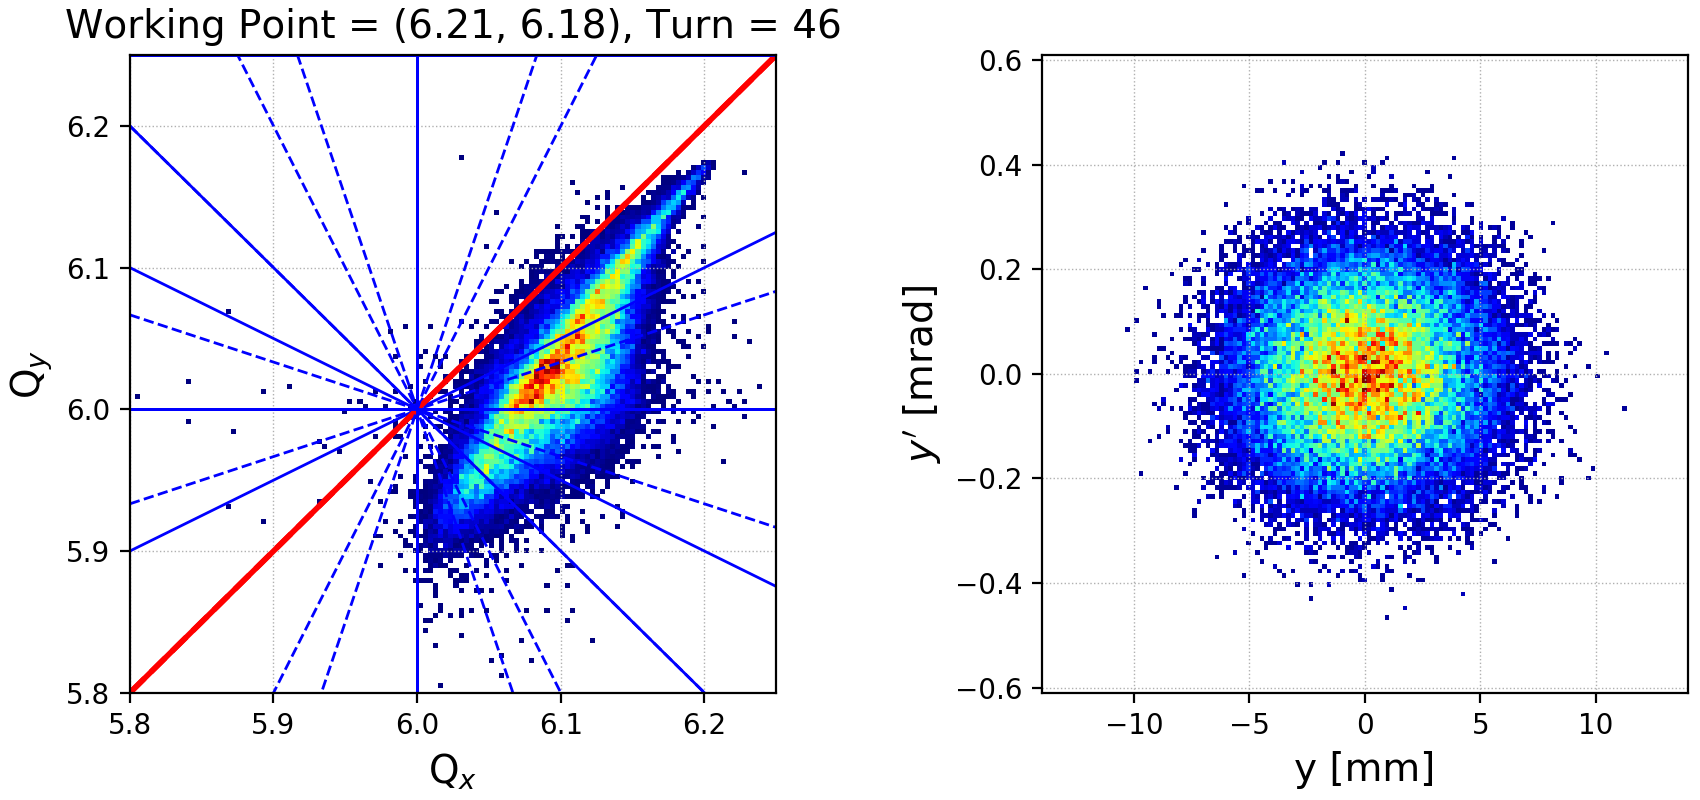 Working Point = (6.21, 6.18), Turn = 46
6.2
6.1
6.0
5.9
5.8
Q_y
5.8 5.9 6.0 6.1 6.2
Q_x
0.6
0.4
0.2
0.0
−0.2
−0.4
−0.6
y′ [mrad]
−10 −5 0 5 10
y [mm]